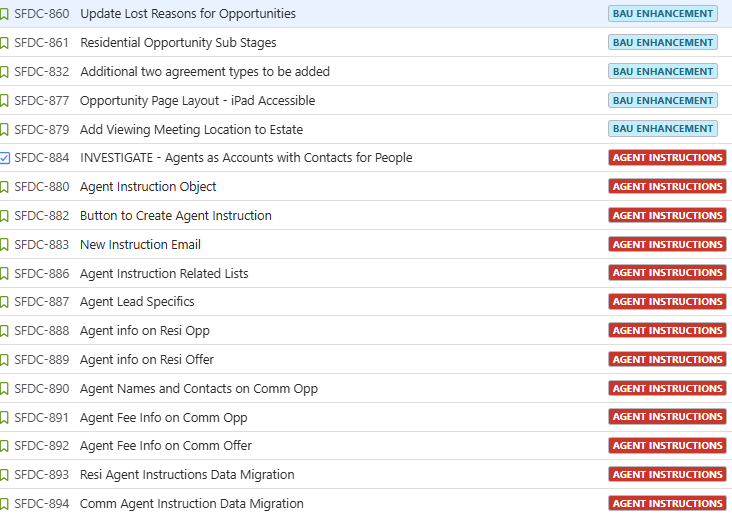 SFDC-860 Update Lost Reasons for Opportunities BAU ENHANCEMENT
SFDC-861 Residential Opportunity Sub Stages BAU ENHANCEMENT
SFDC-832 Additional two agreement types to be added BAU ENHANCEMENT
SFDC-877 Opportunity Page Layout - iPad Accessible BAU ENHANCEMENT
SFDC-879 Add Viewing Meeting Location to Estate BAU ENHANCEMENT
SFDC-884 INVESTIGATE - Agents as Accounts with Contacts for People AGENT INSTRUCTIONS
SFDC-880 Agent Instruction Object AGENT INSTRUCTIONS
SFDC-882 Button to Create Agent Instruction AGENT INSTRUCTIONS
SFDC-883 New Instruction Email AGENT INSTRUCTIONS
SFDC-886 Agent Instruction Related Lists AGENT INSTRUCTIONS
SFDC-887 Agent Lead Specifics AGENT INSTRUCTIONS
SFDC-888 Agent info on Resi Opp AGENT INSTRUCTIONS
SFDC-889 Agent info on Resi Offer AGENT INSTRUCTIONS
SFDC-890 Agent Names and Contacts on Comm Opp AGENT INSTRUCTIONS
SFDC-891 Agent Fee Info on Comm Opp AGENT INSTRUCTIONS
SFDC-892 Agent Fee Info on Comm Offer AGENT INSTRUCTIONS
SFDC-893 Resi Agent Instructions Data Migration AGENT INSTRUCTIONS
SFDC-894 Comm Agent Instruction Data Migration AGENT INSTRUCTIONS